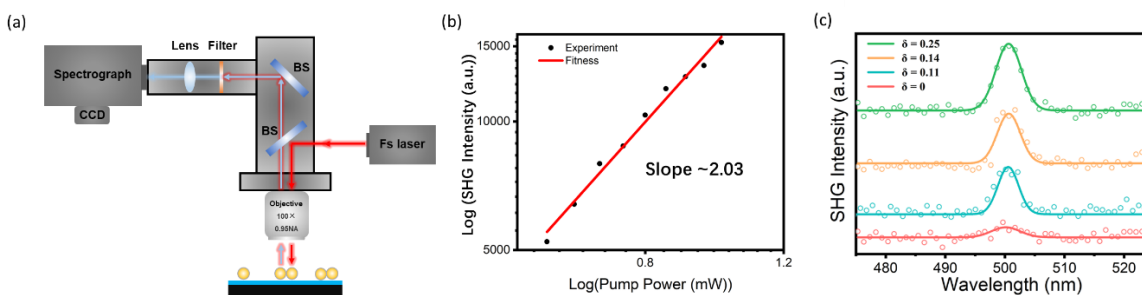 (a)
Lens Filter
BS
Spectrograph
CCD
BS
Fs laser
Objective
100×
0.95NA
(b)
Log (SHG Intensity (a.u.))
15000
10000
5000
Experiment
Fitness
Slope ~2.03
0.8
1.2
Log(Pump Power (mW))
(c)
SHG Intensity (a.u.)
δ = 0.25
δ = 0.14
δ = 0.11
δ = 0
480 490 500 510 520
Wavelength (nm)